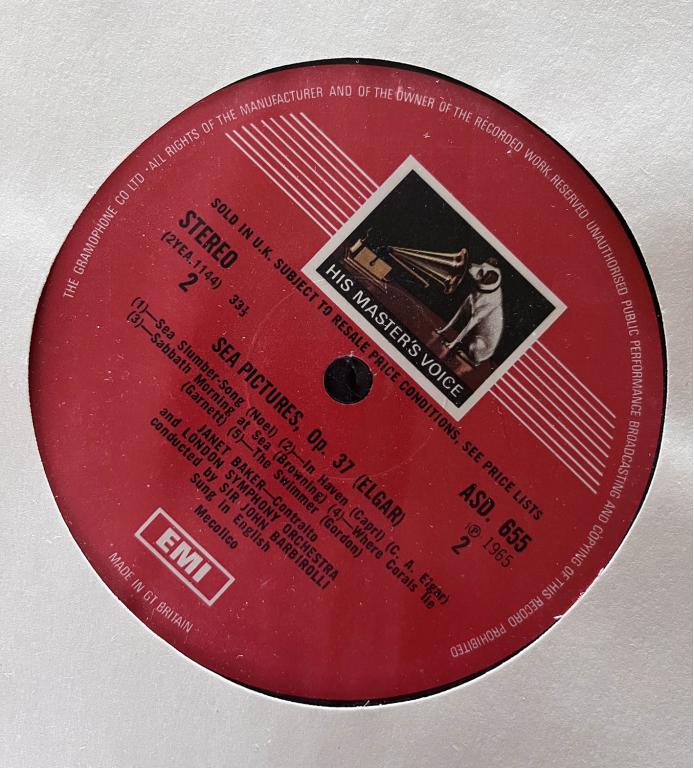 THE GRAMOPHONE CO LTD · ALL RIGHTS OF THE MANUFACTURER AND OF THE OWNER OF THE RECORDED WORK RESERVED UNAUTHORISED PUBLIC PERFORMANCE BROADCASTING AND COPYING OF THIS RECORD PROHIBITED
HIS MASTER'S VOICE
SOLD IN U.K. SUBJECT TO RESALE PRICE CONDITIONS, SEE PRICE LISTS
STEREO
(2YEA.1144) 33⅓
2
ASD. 655
℗ 1965
2
SEA PICTURES, Op. 37 (ELGAR)
(1)—Sea Slumber-Song (Noel) (2)—In Haven (Capri) (C. A. Elgar)
(3)—Sabbath Morning at Sea (Browning) (4)—Where Corals lie
(Garnett) (5)—The Swimmer (Gordon)
JANET BAKER—Contralto
and LONDON SYMPHONY ORCHESTRA
conducted by SIR JOHN BARBIROLLI
Sung in English
Mecolico
EMI
MADE IN GT BRITAIN